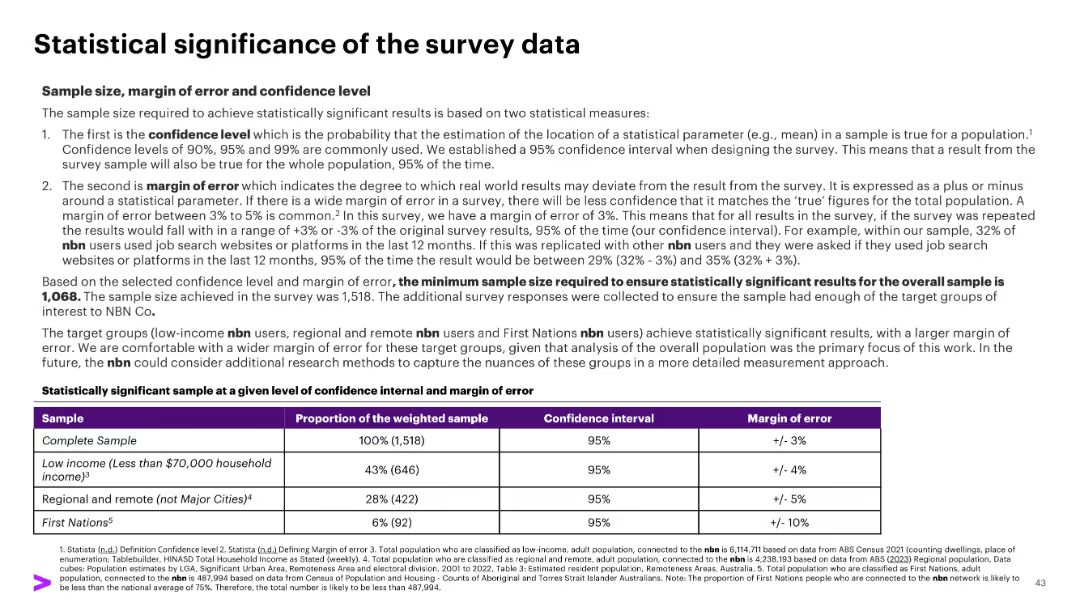 Statistical significance of the survey data
Sample size, margin of error and confidence level
The sample size required to achieve statistically significant results is based on two statistical measures:
1. The first is the confidence level which is the probability that the estimation of the location of a statistical parameter (e.g., mean) in a sample is true for a population.1
Confidence levels of 90%, 95% and 99% are commonly used. We established a 95% confidence interval when designing the survey. This means that a result from the
survey sample will also be true for the whole population, 95% of the time.
2. The second is margin of error which indicates the degree to which real world results may deviate from the result from the survey. It is expressed as a plus or minus
around a statistical parameter. If there is a wide margin of error in a survey, there will be less confidence that it matches the 'true' figures for the total population. A
margin of error between 3% to 5% is common.2 In this survey, we have a margin of error of 3%. This means that for all results in the survey, if the survey was repeated
the results would fall with in a range of +3% or -3% of the original survey results, 95% of the time (our confidence interval). For example, within our sample, 32% of
nbn users used job search websites or platforms in the last 12 months. If this was replicated with other nbn users and they were asked if they used job search
websites or platforms in the last 12 months, 95% of the time the result would be between 29% (32% - 3%) and 35% (32% + 3%).
Based on the selected confidence level and margin of error, the minimum sample size required to ensure statistically significant results for the overall sample is
1,068. The sample size achieved in the survey was 1,518. The additional survey responses were collected to ensure the sample had enough of the target groups of
interest to NBN Co.
The target groups (low-income nbn users, regional and remote nbn users and First Nations nbn users) achieve statistically significant results, with a larger margin of
error. We are comfortable with a wider margin of error for these target groups, given that analysis of the overall population was the primary focus of this work. In the
future, the nbn could consider additional research methods to capture the nuances of these groups in a more detailed measurement approach.
Statistically significant sample at a given level of confidence internal and margin of error
Sample Proportion of the weighted sample Confidence interval Margin of error
Complete Sample 100% (1,518) 95% +/- 3%
Low income (Less than $70,000 household
income)3 43% (646) 95% +/- 4%
Regional and remote (not Major Cities)4 28% (422) 95% +/- 5%
First Nations5 6% (92) 95% +/- 10%
1. Statista (n.d.) Definition Confidence level 2. Statista (n.d.) Defining Margin of error 3. Total population who are classified as low-income, adult population, connected to the nbn is 6,114,711 based on data from ABS Census 2021 (counting dwellings, place of
enumeration; Tablebuilder, HINASD Total Household Income as Stated (weekly). 4. Total population who are classified as regional and remote, adult population, connected to the nbn is 4,238,193 based on data from ABS (2023) Regional population, Data
cubes: Population estimates by LGA, Significant Urban Area, Remoteness Area and electoral division, 2001 to 2022, Table 3: Estimated resident population, Remoteness Areas, Australia. 5. Total population who are classified as First Nations, adult
population, connected to the nbn is 487,994 based on data from Census of Population and Housing - Counts of Aboriginal and Torres Strait Islander Australians. Note: The proportion of First Nations people who are connected to the nbn network is likely to
be less than the national average of 75%. Therefore, the total number is likely to be less than 487,994.
43